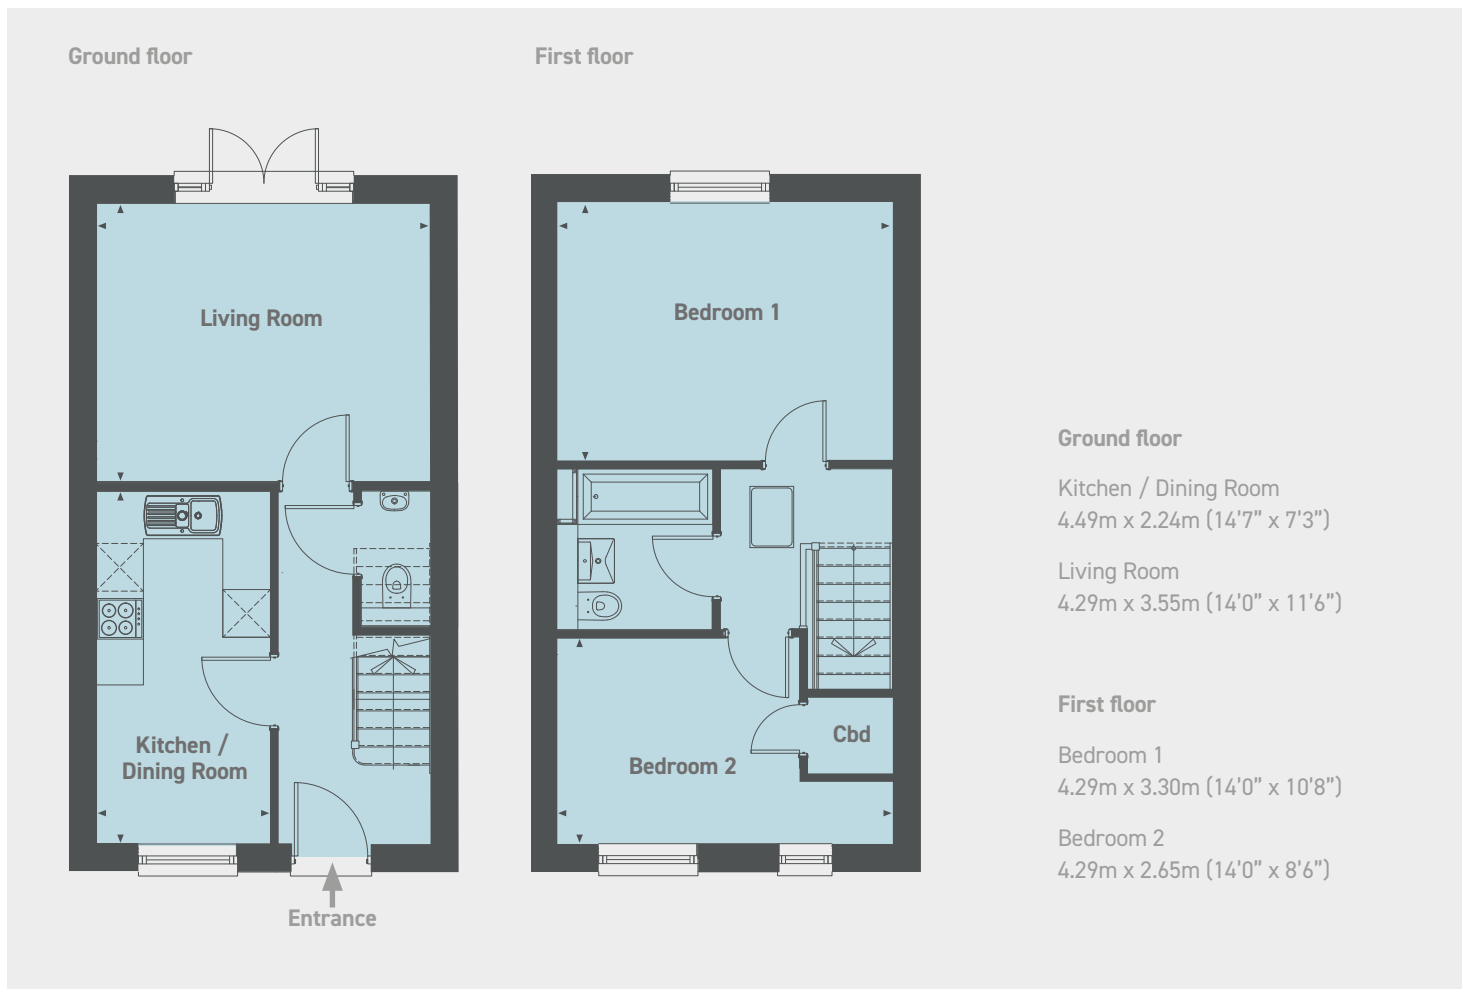 Ground floor
First floor
Living Room
Kitchen /
Dining Room
Entrance
Bedroom 1
Cbd
Bedroom 2
Ground floor
Kitchen / Dining Room
4.49m x 2.24m (14’7” x 7’3”)
Living Room
4.29m x 3.55m (14’0” x 11’6”)
First floor
Bedroom 1
4.29m x 3.30m (14’0” x 10’8”)
Bedroom 2
4.29m x 2.65m (14’0” x 8’6”)